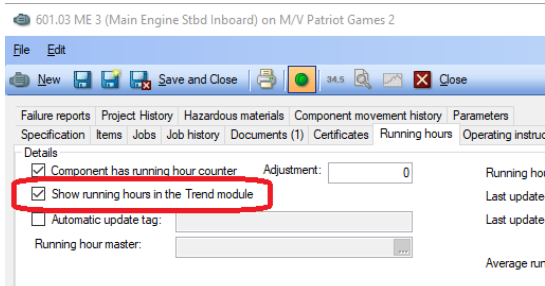 601.03 ME 3 (Main Engine Stbd Inboard) on M/V Patriot Games 2
File Edit
New Save and Close 34.5 Close
Failure reports Project History Hazardous materials Component movement history Parameters
Specification Items Jobs Job history Documents (1) Certificates Running hours Operating instruc
Details
Component has running hour counter Adjustment: 0 Running ho
Show running hours in the Trend module Last update
Automatic update tag: Last update
Running hour master: ...
Average run